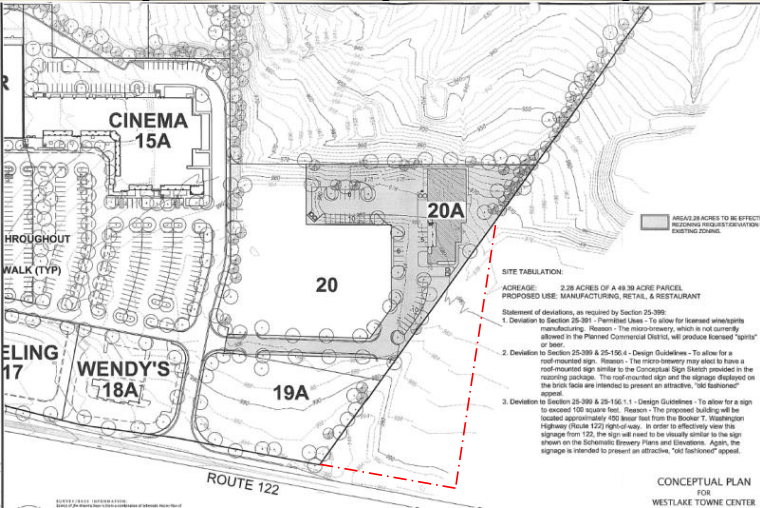 R
CINEMA
15A
HROUGHOUT
WALK (TYP)
20A
20
ELING
17
WENDY'S
18A
19A
ROUTE 122
AREA/2.28 ACRES TO BE EFFECT
REZONING REQUEST/DEVIATION
EXISTING ZONING.
SITE TABULATION:
ACREAGE: 2.28 ACRES OF A 49.39 ACRE PARCEL
PROPOSED USE: MANUFACTURING, RETAIL, & RESTAURANT
Statement of deviations, as required by Section 25-399:
1. Deviation to Section 25-391 - Permitted Uses - To allow for licensed wine/spirits
manufacturing. Reason - The micro-brewery, which is not currently
allowed in the Planned Commercial District, will produce licensed "spirits"
or beer.
2. Deviation to Section 25-399 & 25-156.4 - Design Guidelines - To allow for a
roof-mounted sign. Reason - The micro-brewery may elect to have a
roof-mounted sign similar to the Conceptual Sign Sketch provided in the
rezoning package. The roof-mounted sign and the signage displayed on
the brick facia are intended to present an attractive, "old fashioned"
appeal.
3. Deviation to Section 25-399 & 25-156.1.1 - Design Guidelines - To allow for a sign
to exceed 100 square feet. Reason - The proposed building will be
located approximately 450 linear feet from the Booker T. Washington
Highway (Route 122) right-of-way. In order to effectively view this
signage from 122, the sign will need to be visually similar to the sign
shown on the Schematic Brewery Plans and Elevations. Again, the
signage is intended to present an attractive, "old fashioned" appeal.
CONCEPTUAL PLAN
FOR
WESTLAKE TOWNE CENTER